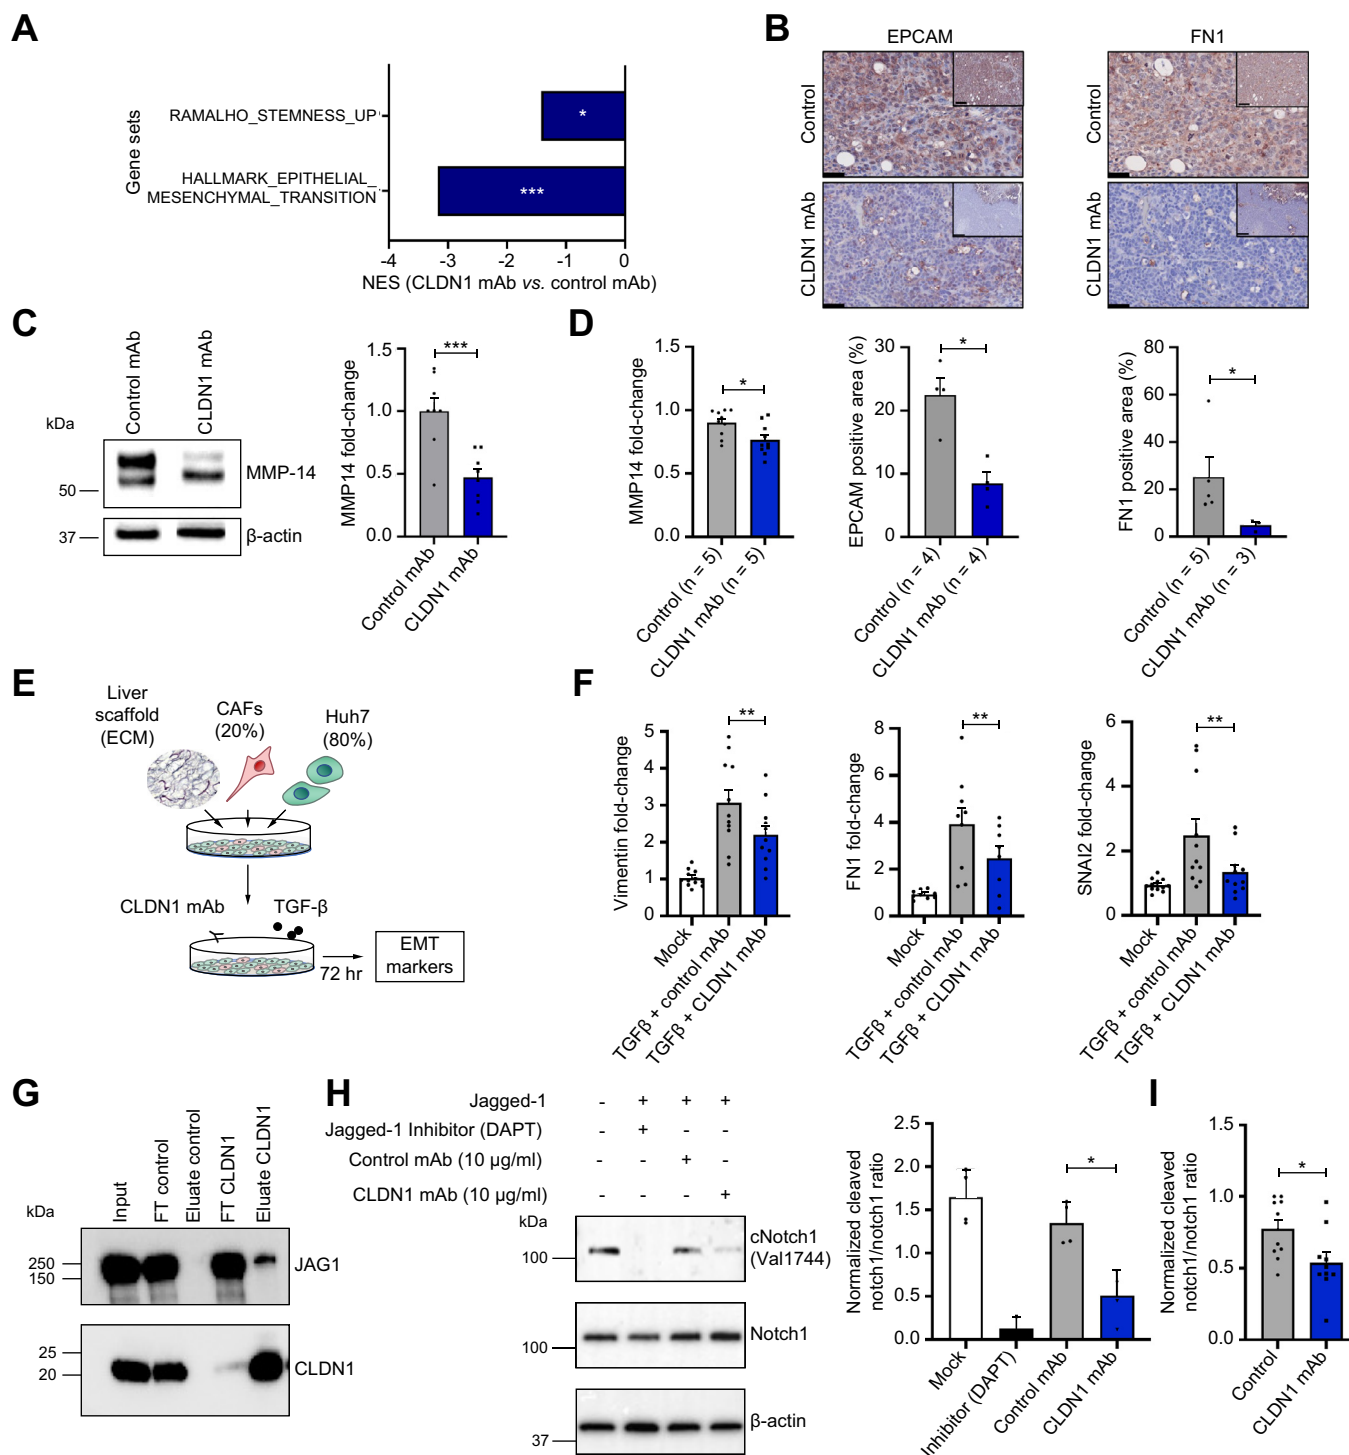 A
Gene sets
RAMALHO_STEMNESS_UP
*
HALLMARK_EPITHELIAL_
MESENCHYMAL_TRANSITION
***
-4 -3 -2 -1 0
NES (CLDN1 mAb vs. control mAb)
B
EPCAM FN1
Control Control
CLDN1 mAb CLDN1 mAb
C
Control mAb
CLDN1 mAb
kDa
MMP-14
50
37
β-actin
MMP14 fold-change
1.5
1.0
0.5
0.0
***
Control mAb
CLDN1 mAb
D
MMP14 fold-change
1.5
1.0
0.5
0.0
*
Control (n = 5)
CLDN1 mAb (n = 5)
EPCAM positive area (%)
30
20
10
0
*
Control (n = 4)
CLDN1 mAb (n = 4)
FN1 positive area (%)
80
60
40
20
0
*
Control (n = 5)
CLDN1 mAb (n = 3)
E
Liver
scaffold
(ECM)
CAFs
(20%)
Huh7
(80%)
CLDN1 mAb
TGF-β
72 hr
EMT
markers
F
Vimentin fold-change
5
4
3
2
1
0
**
Mock
TGFβ + control mAb
TGFβ + CLDN1 mAb
FN1 fold-change
8
6
4
2
0
**
Mock
TGFβ + control mAb
TGFβ + CLDN1 mAb
SNAI2 fold-change
6
4
2
0
**
Mock
TGFβ + control mAb
TGFβ + CLDN1 mAb
G
Input
FT control
Eluate control
FT CLDN1
Eluate CLDN1
kDa
250
150
JAG1
25
20
CLDN1
H
Jagged-1 - + + +
Jagged-1 Inhibitor (DAPT) - + - -
Control mAb (10 µg/ml) - - + -
CLDN1 mAb (10 µg/ml) - - - +
kDa
100
cNotch1
(Val1744)
100
Notch1
37
β-actin
Normalized cleaved
notch1/notch1 ratio
2.5
2.0
1.5
1.0
0.5
0.0
*
Mock
Inhibitor (DAPT)
Control mAb
CLDN1 mAb
I
Normalized cleaved
notch1/notch1 ratio
1.5
1.0
0.5
0.0
*
Control
CLDN1 mAb